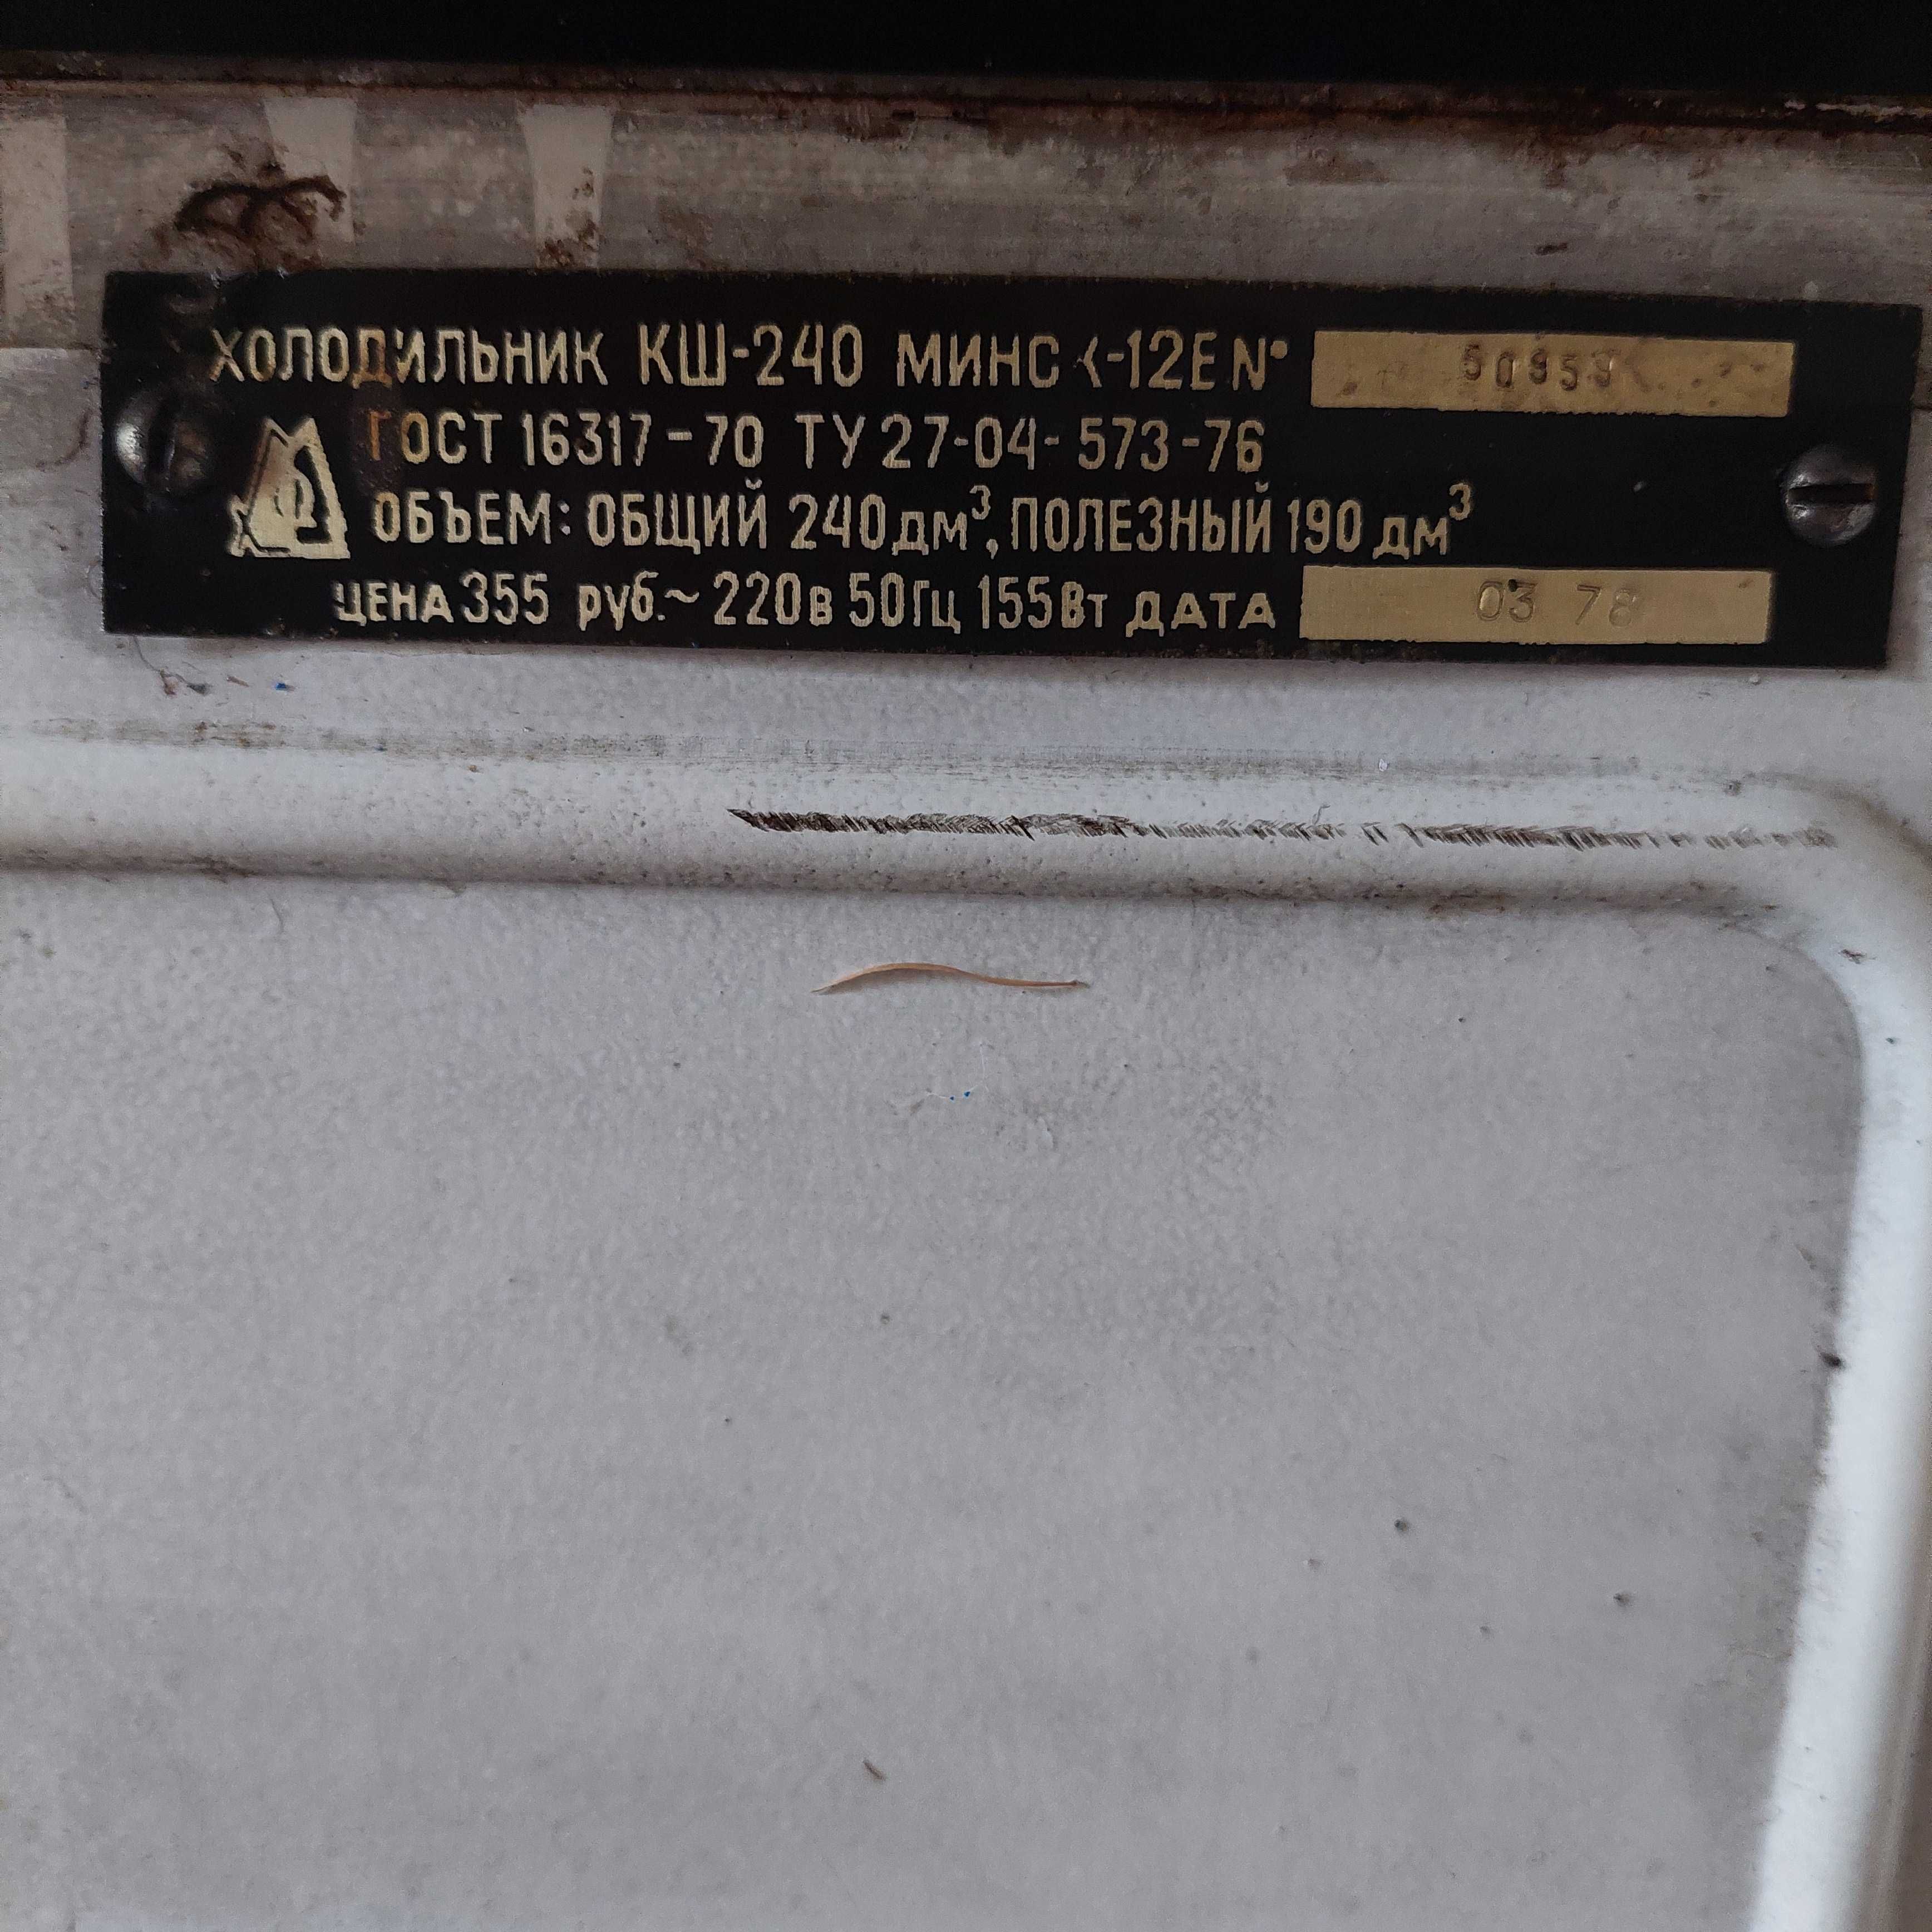 ХОЛОДИЛЬНИК КШ-240 МИНСК-12Е № 50959
ГОСТ 16317-70 ТУ 27-04-573-76
ОБЪЕМ: ОБЩИЙ 240 дм³, ПОЛЕЗНЫЙ 190 дм³
ЦЕНА 355 руб. ~ 220в 50Гц 155Вт ДАТА 03 78